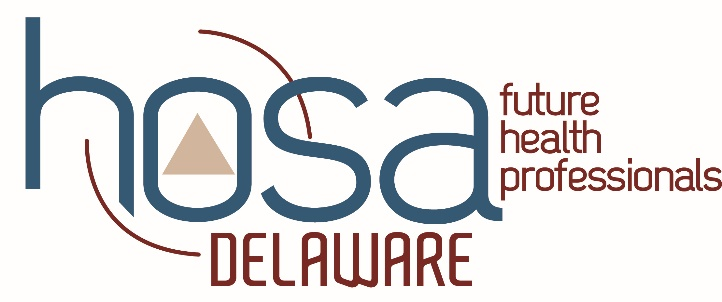 hosa
future
health
professionals
DELAWARE